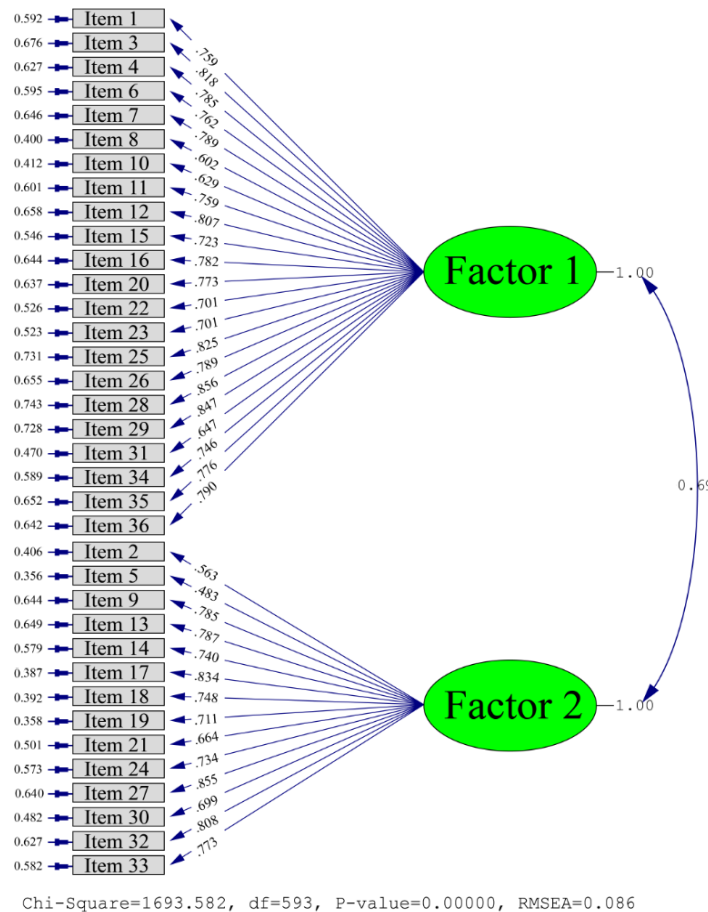 0.592 Item 1 .759
0.676 Item 3 .818
0.627 Item 4 .785
0.595 Item 6 .762
0.646 Item 7 .789
0.400 Item 8 .602
0.412 Item 10 .629
0.601 Item 11 .759
0.658 Item 12 .807
0.546 Item 15 .723
0.644 Item 16 .782
0.637 Item 20 .773
0.526 Item 22 .701
0.523 Item 23 .701
0.731 Item 25 .825
0.655 Item 26 .789
0.743 Item 28 .856
0.728 Item 29 .847
0.470 Item 31 .647
0.589 Item 34 .746
0.652 Item 35 .776
0.642 Item 36 .790
Factor 1 1.00
0.69
0.406 Item 2 .563
0.356 Item 5 .483
0.644 Item 9 .785
0.649 Item 13 .787
0.579 Item 14 .740
0.387 Item 17 .834
0.392 Item 18 .748
0.358 Item 19 .711
0.501 Item 21 .664
0.573 Item 24 .734
0.640 Item 27 .855
0.482 Item 30 .699
0.627 Item 32 .808
0.582 Item 33 .773
Factor 2 1.00
Chi-Square=1693.582, df=593, P-value=0.00000, RMSEA=0.086